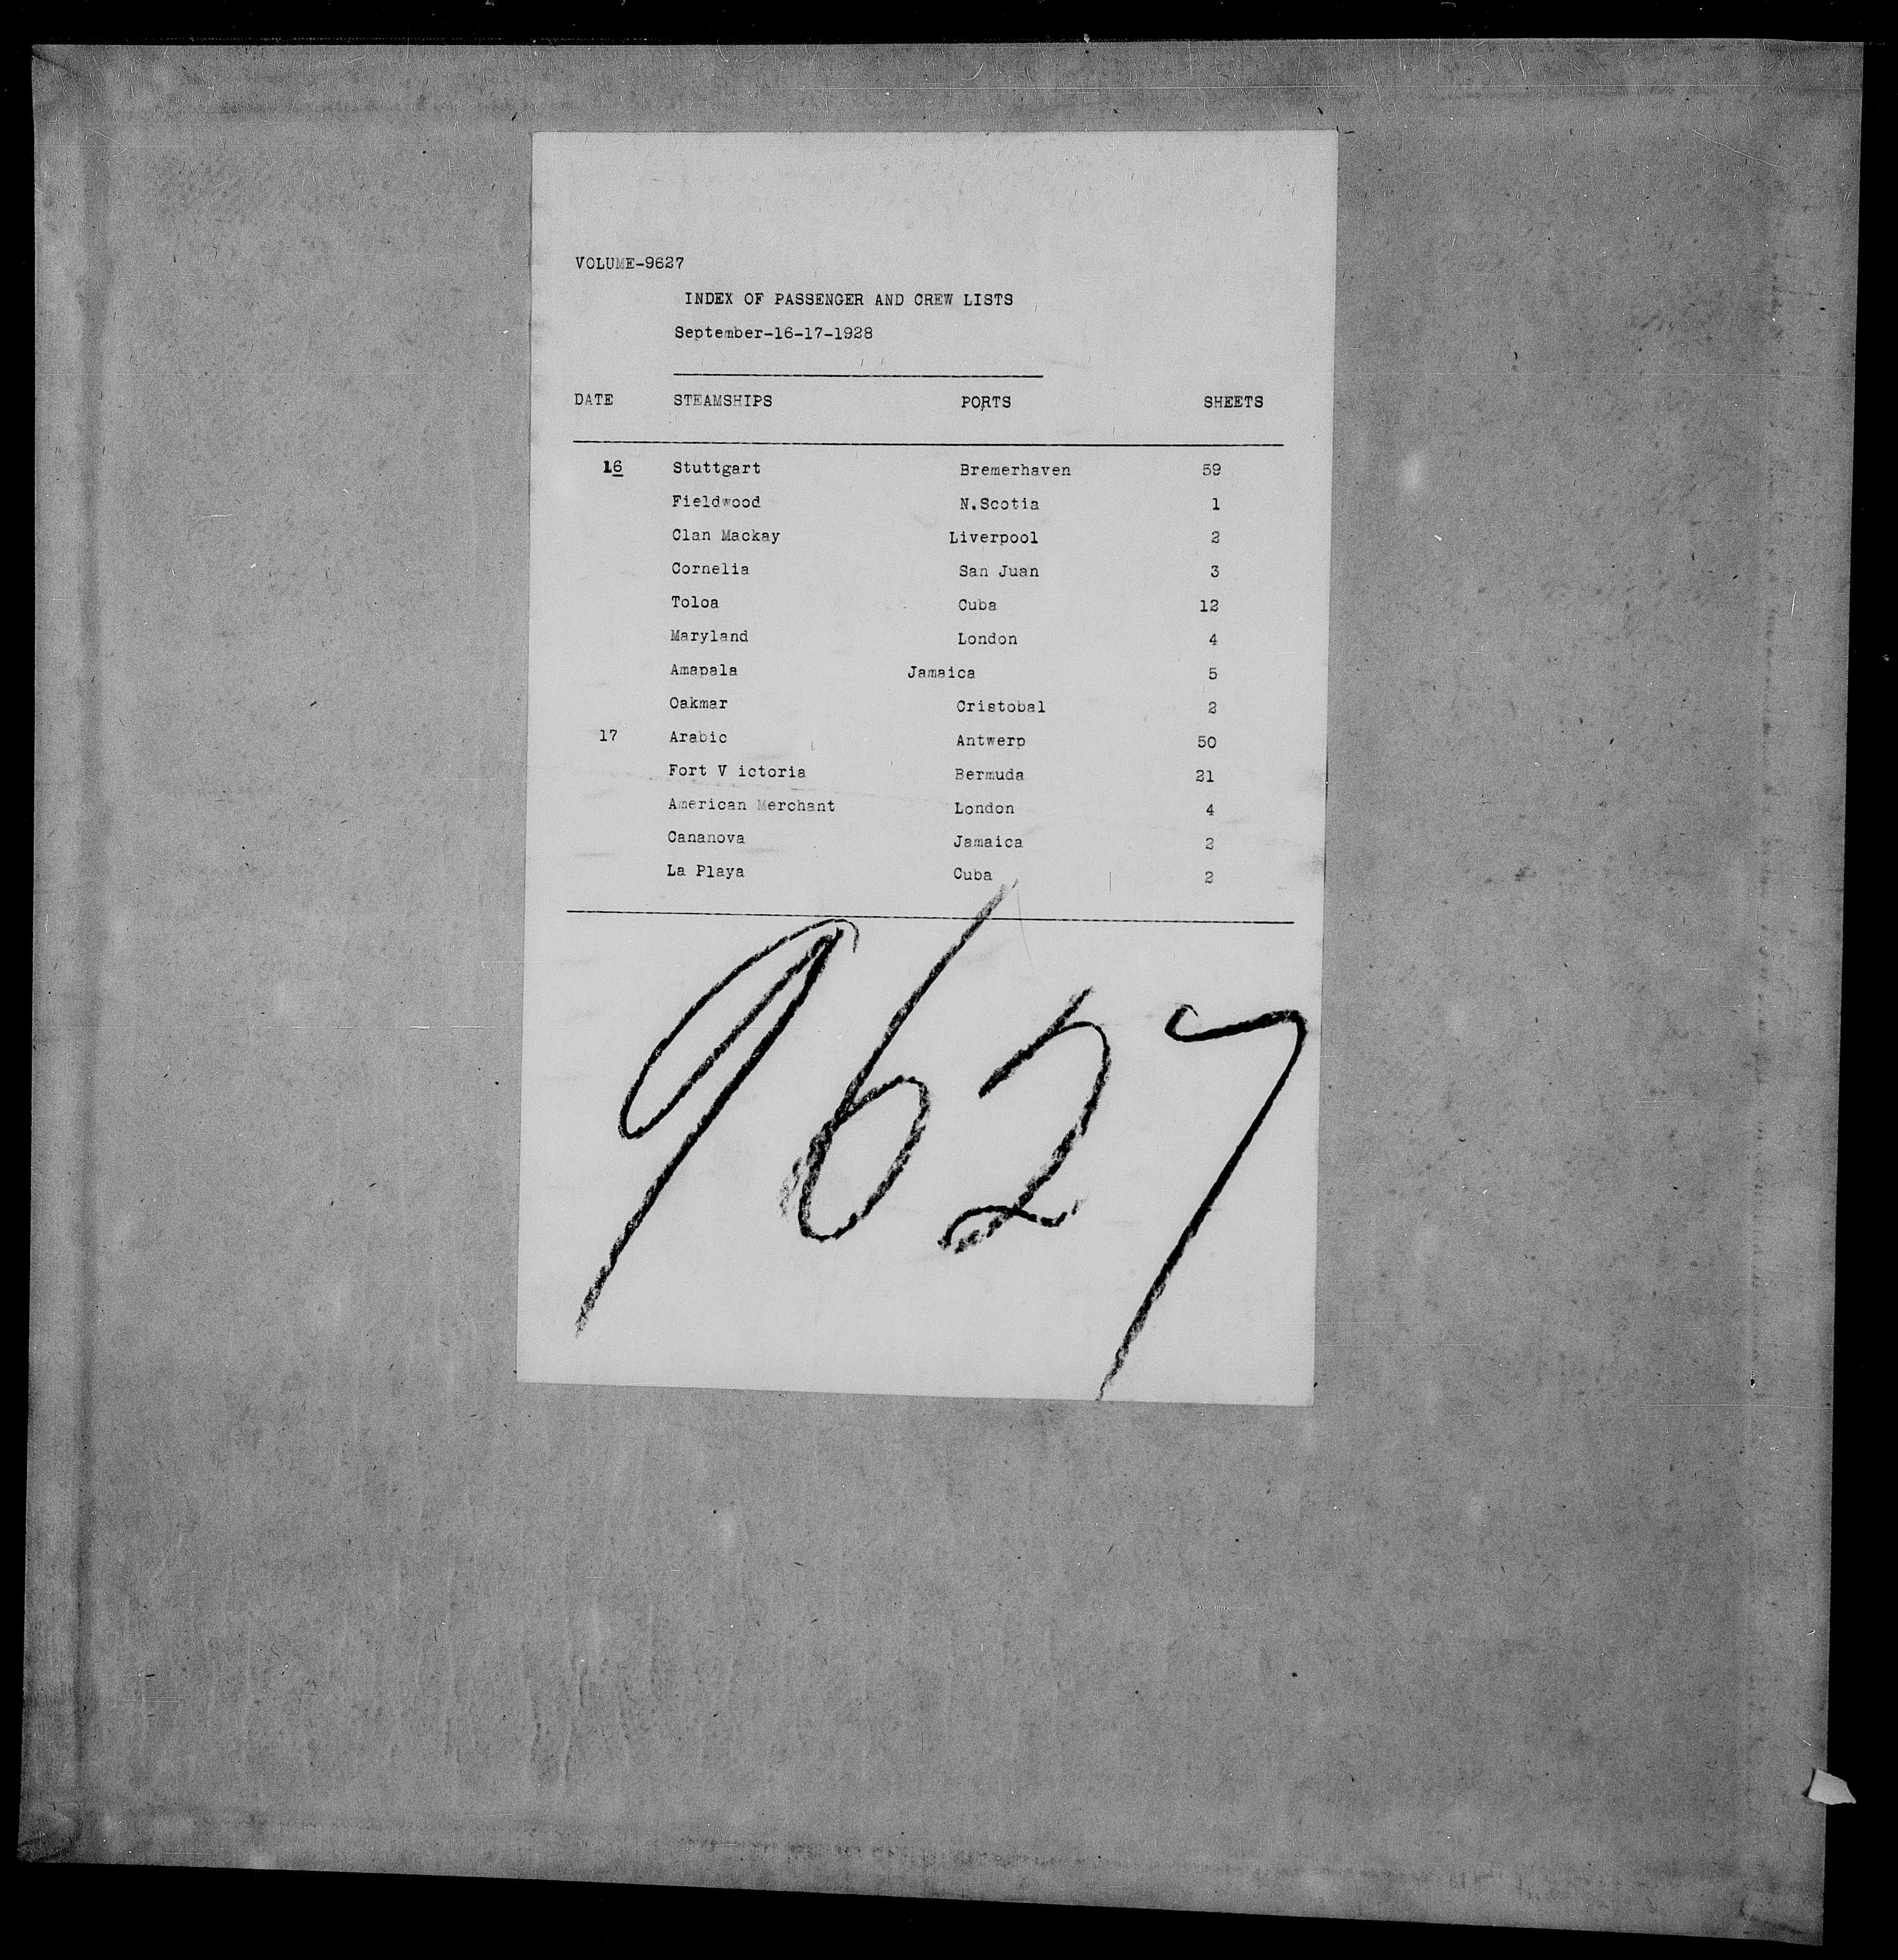 VOLUME-9627
INDEX OF PASSENGER AND CREW LISTS
September-16-17-1928
DATE STEAMSHIPS PORTS SHEETS
16 Stuttgart Bremerhaven 59
Fieldwood N.Scotia 1
Clan Mackay Liverpool 2
Cornelia San Juan 3
Toloa Cuba 12
Maryland London 4
Amapala Jamaica 5
Oakmar Cristobal 2
17 Arabic Antwerp 50
Fort V ictoria Bermuda 21
American Merchant London 4
Cananova Jamaica 2
La Playa Cuba 2
9627